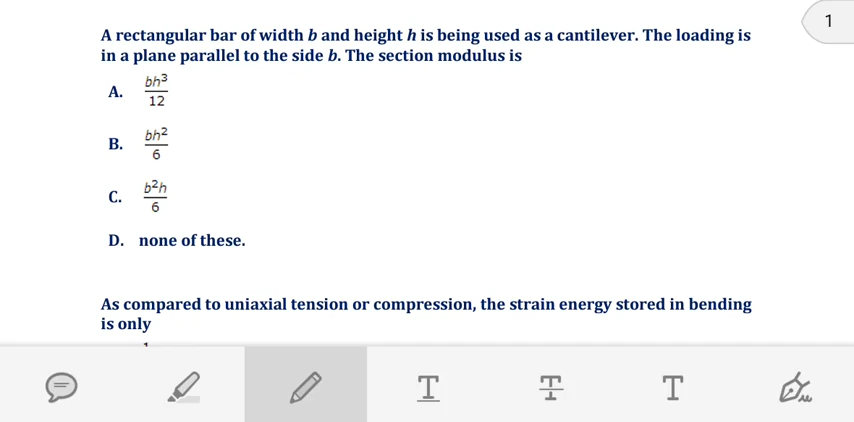 1
A rectangular bar of width b and height h is being used as a cantilever. The loading is
in a plane parallel to the side b. The section modulus is
A. bh³/12
B. bh²/6
C. b²h/6
D. none of these.
As compared to uniaxial tension or compression, the strain energy stored in bending
is only
T
T
T